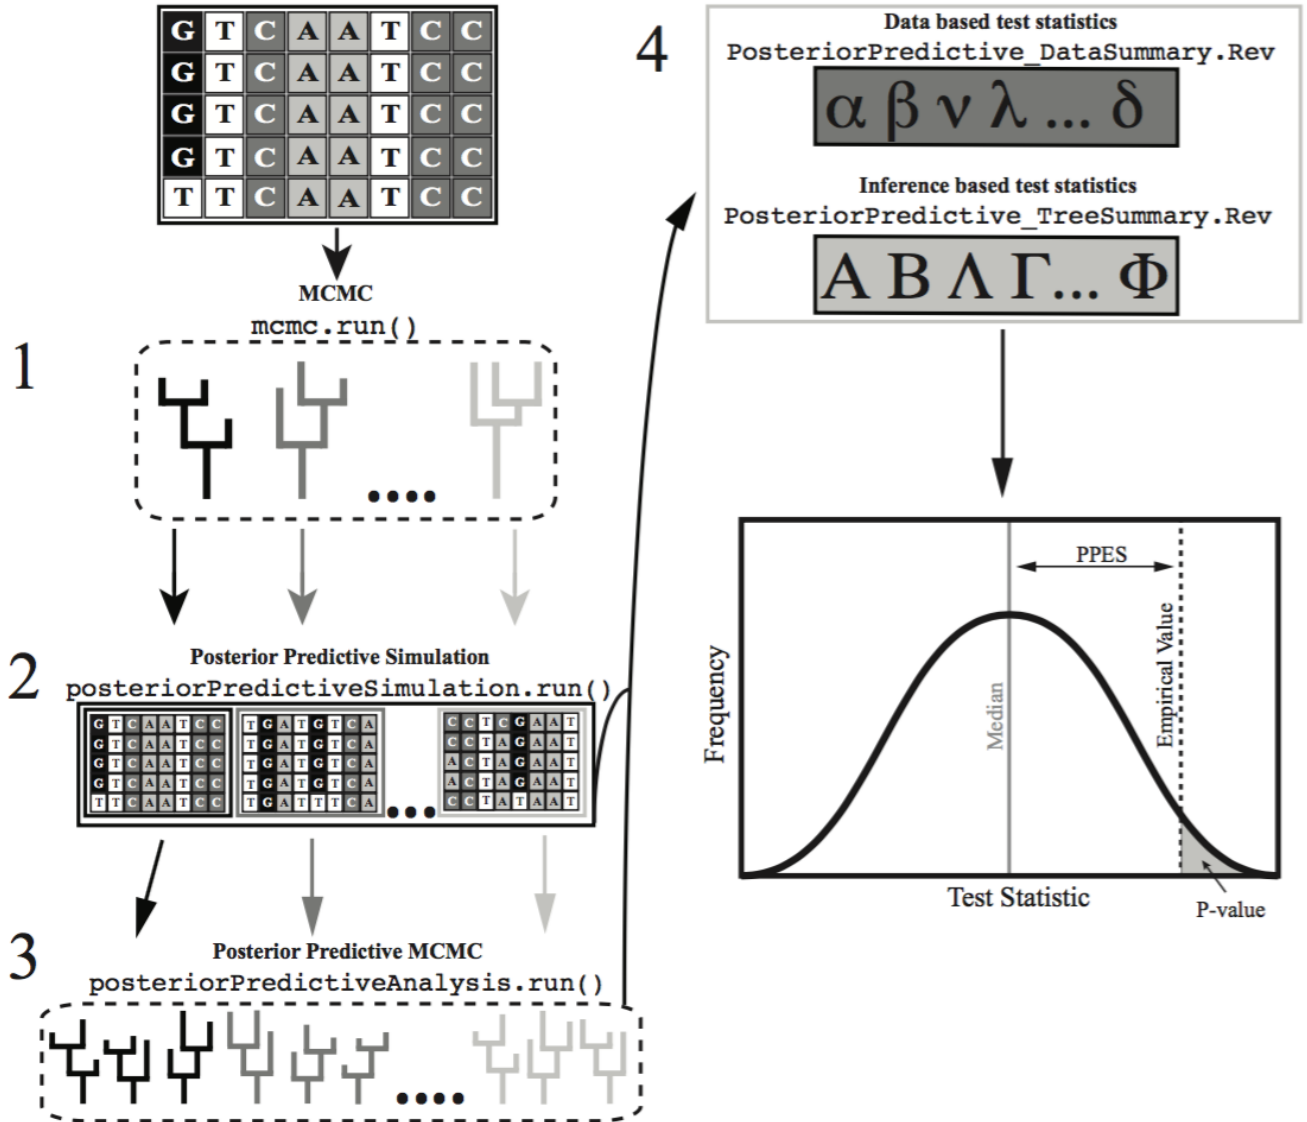 G T C A A T C C
G T C A A T C C
G T C A A T C C
G T C A A T C C
T T C A A T C C
MCMC
mcmc.run()
1
2
Posterior Predictive Simulation
posteriorPredictiveSimulation.run()
G T C A A T C C
G T C A A T C C
G T C A A T C C
G T C A A T C C
T T C A A T C C
T G A T G T C A
T G A T G T C A
T G A T G T C A
T G A T G T C A
T G A T T T C A
...
C C T C G A A T
C C T A G A A T
A C T A G A A T
A C T A G A A T
C C T A T A A T
3
Posterior Predictive MCMC
posteriorPredictiveAnalysis.run()
....
4
Data based test statistics
PosteriorPredictive_DataSummary.Rev
α β ν λ ... δ
Inference based test statistics
PosteriorPredictive_TreeSummary.Rev
Α Β Λ Γ... Φ
PPES
Median
Empirical Value
Frequency
Test Statistic
P-value